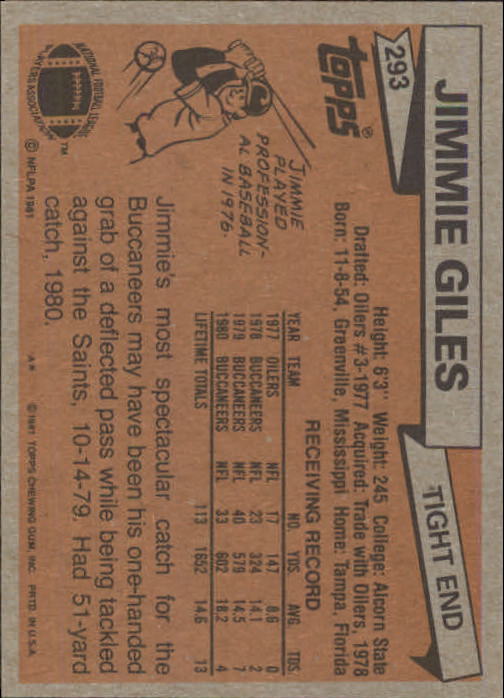 293
JIMMIE GILES
TIGHT END
topps®
Height: 6'3" Weight: 245 College: Alcorn State
Drafted: Oilers #3-1977 Acquired: Trade with Oilers, 1978
Born: 11-8-54, Greenville, Mississippi Home: Tampa, Florida
JIMMIE
PLAYED
PROFESSION-
AL BASEBALL
IN 1976.
RECEIVING RECORD
YEAR TEAM NO. YDS. AVG. TDS.
1977 OILERS NFL 17 147 8.6 0
1978 BUCCANEERS NFL 23 324 14.1 2
1979 BUCCANEERS NFL 40 579 14.5 7
1980 BUCCANEERS NFL 33 602 18.2 4
LIFETIME TOTALS 113 1652 14.6 13
Jimmie's most spectacular catch for the
Buccaneers may have been his one-handed
grab of a deflected pass while being tackled
against the Saints, 10-14-79. Had 51-yard
catch, 1980.
NATIONAL FOOTBALL LEAGUE
PLAYERS ASSOCIATION
TM
© NFLPA 1981
*A*
© 1981 TOPPS CHEWING GUM, INC. PRTD. IN U.S.A.